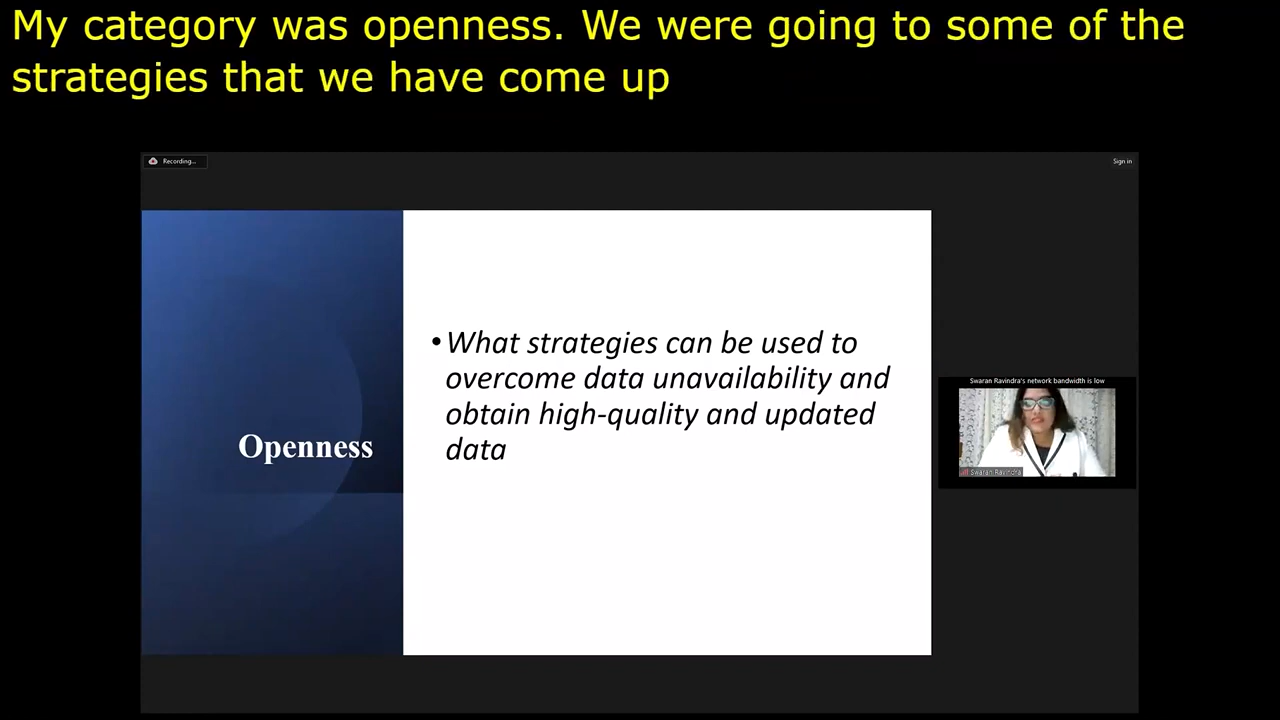 My category was openness. We were going to some of the
strategies that we have come up
Recording...
Sign in
Openness
•What strategies can be used to
overcome data unavailability and
obtain high-quality and updated
data
Swaran Ravindra's network bandwidth is low
Swaran Ravindra